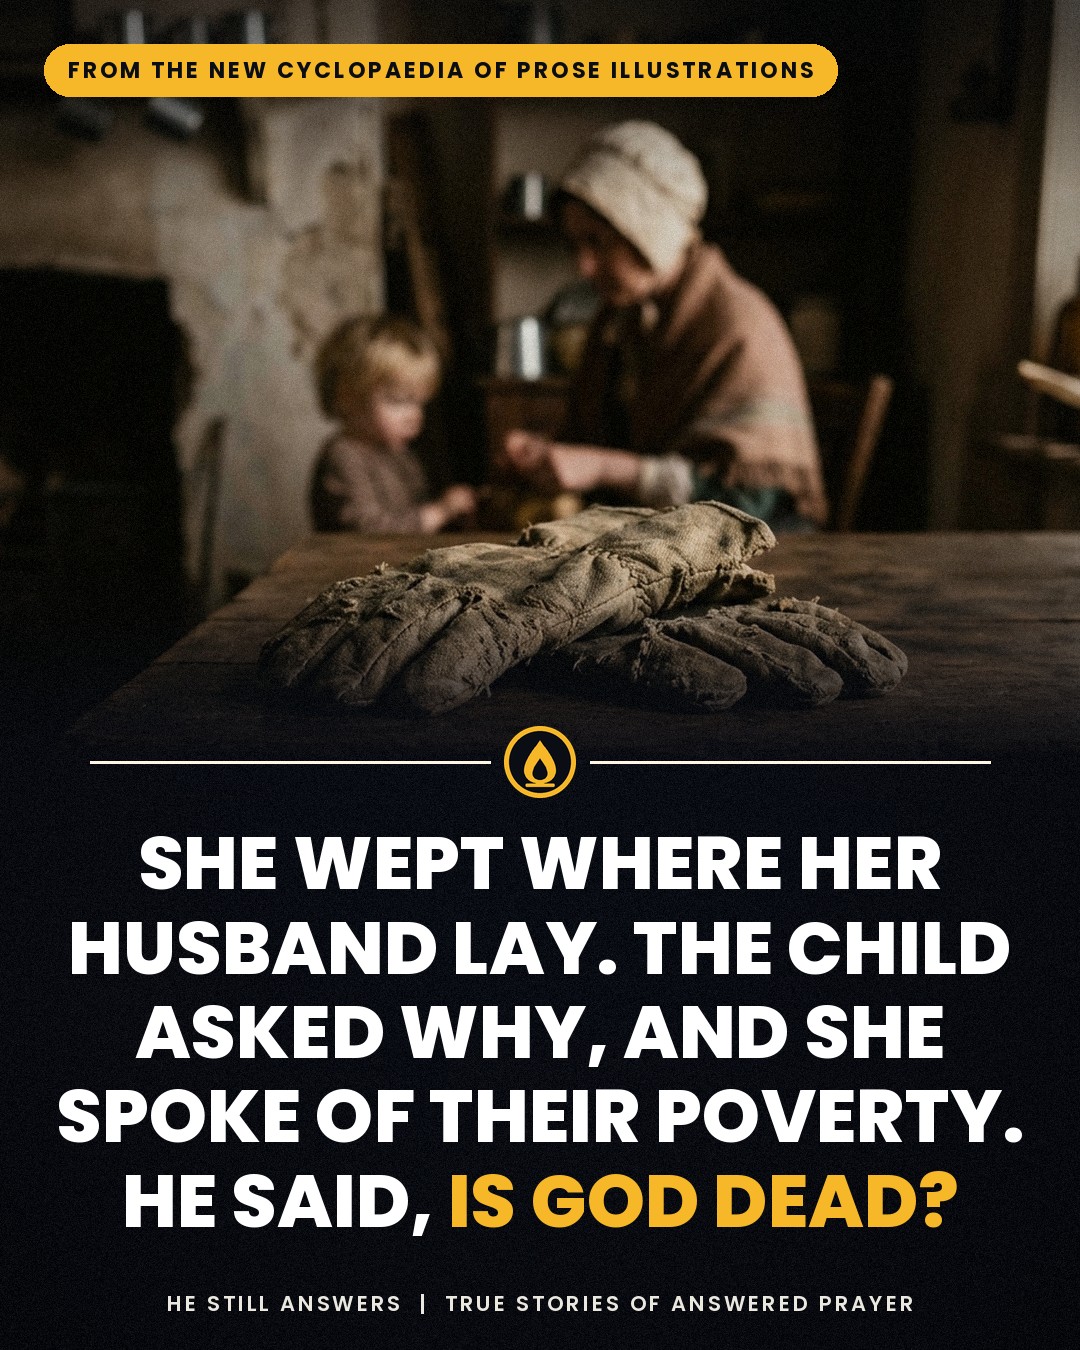 FROM THE NEW CYCLOPAEDIA OF PROSE ILLUSTRATIONS
SHE WEPT WHERE HER
HUSBAND LAY. THE CHILD
ASKED WHY, AND SHE
SPOKE OF THEIR POVERTY.
HE SAID, IS GOD DEAD?
HE STILL ANSWERS | TRUE STORIES OF ANSWERED PRAYER